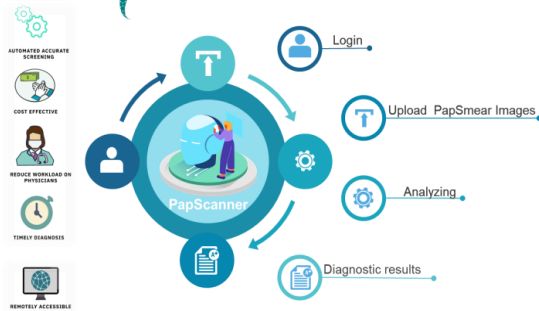 AUTOMATED ACCURATE
SCREENING
COST EFFECTIVE
REDUCE WORKLOAD ON
PHYSICIANS
TIMELY DIAGNOSIS
REMOTELY ACCESSIBLE
PapScanner
Login
Upload PapSmear Images
Analyzing
Diagnostic results